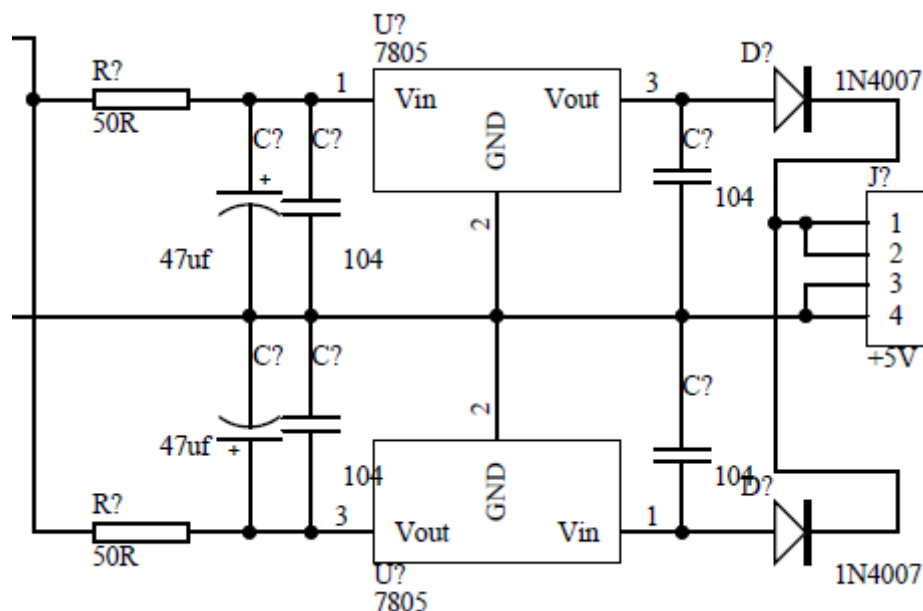 U?
7805
D?
R?
1
Vin
Vout
3
1N4007
50R
C?
C?
GND
C?
+
J?
104
2
1
47uf
104
2
3
4
C?
C?
+5V
C?
2
47uf
+
104
GND
104
D?
R?
3
Vout
Vin
1
50R
U?
1N4007
7805